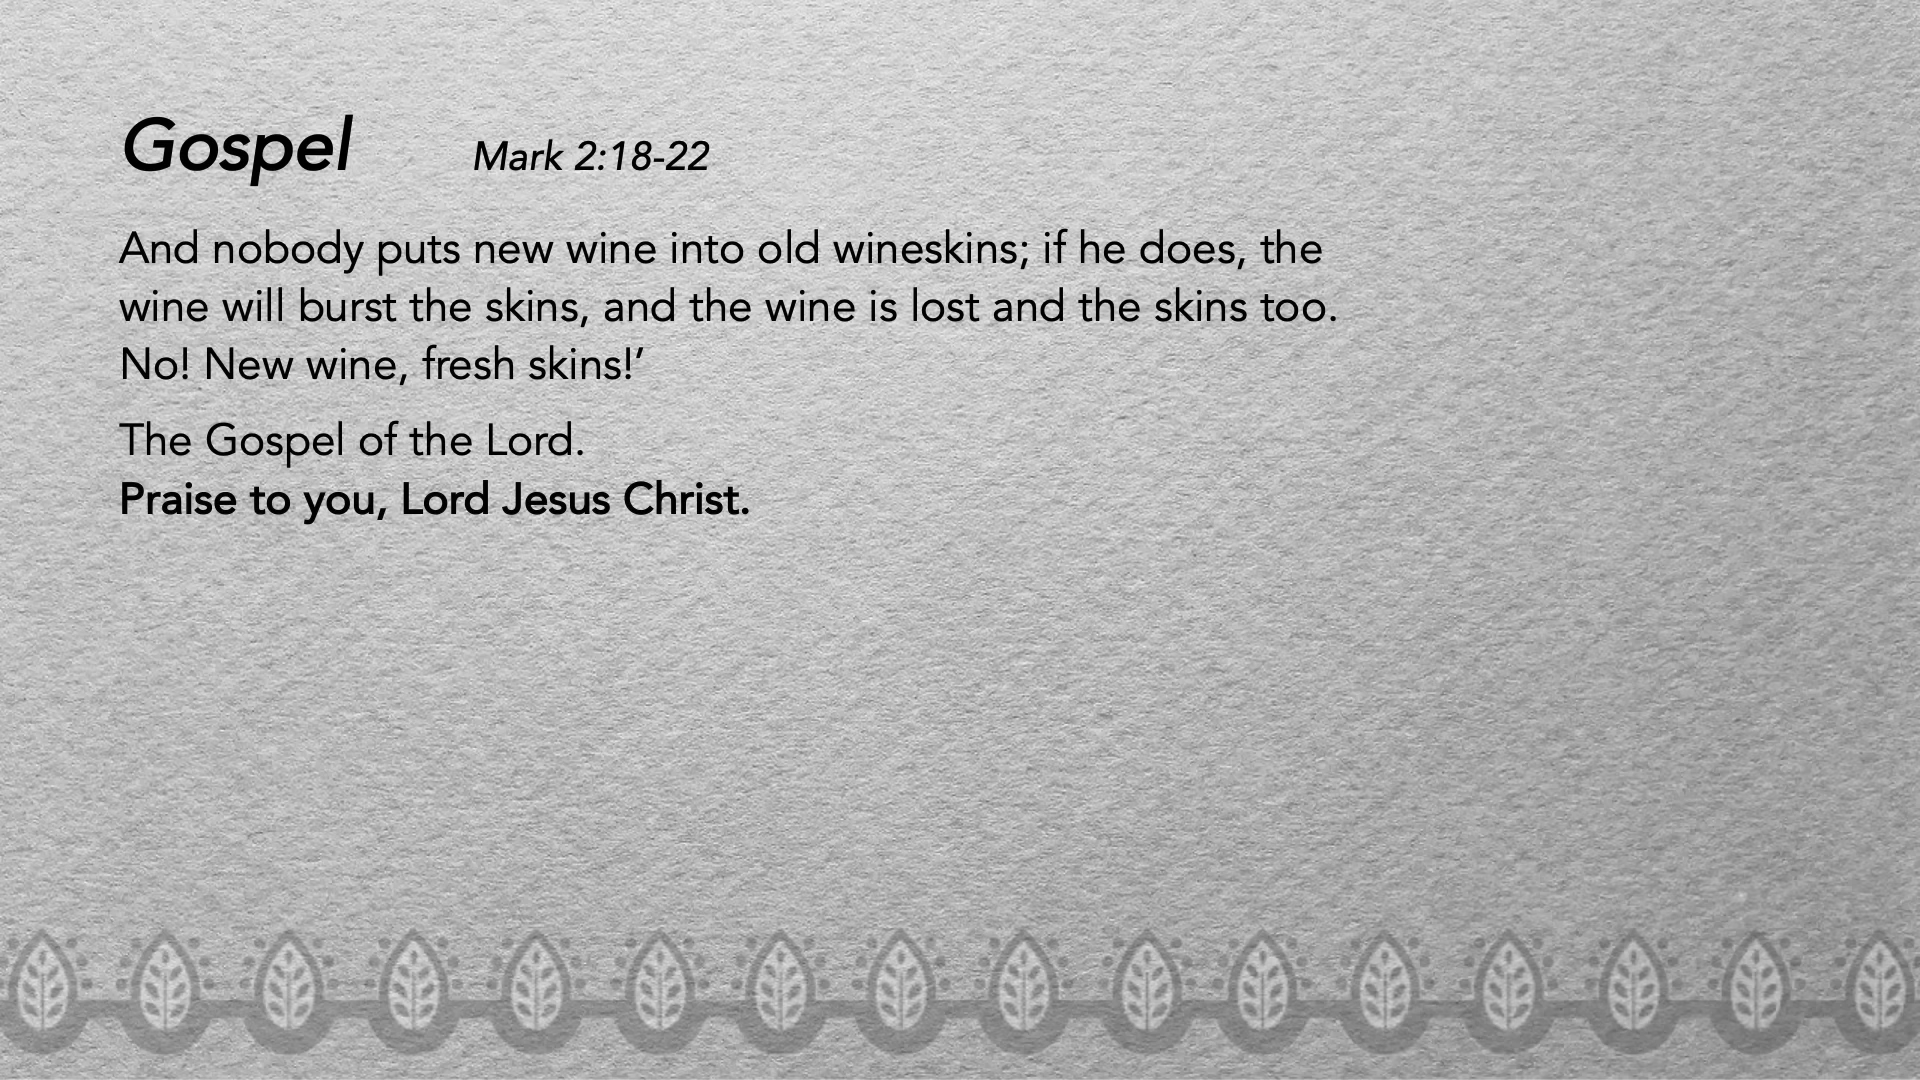 Gospel Mark 2:18-22
And nobody puts new wine into old wineskins; if he does, the
wine will burst the skins, and the wine is lost and the skins too.
No! New wine, fresh skins!’
The Gospel of the Lord.
Praise to you, Lord Jesus Christ.